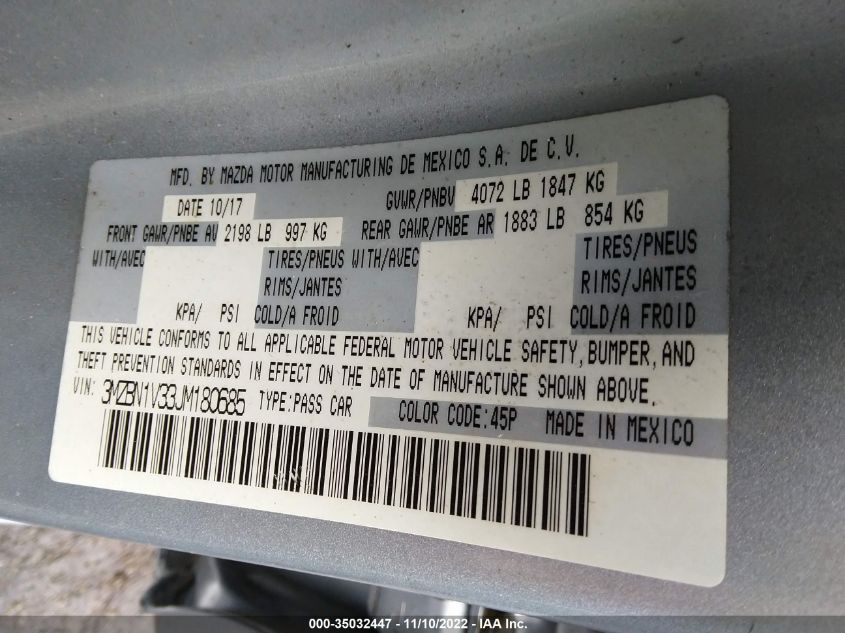 MFD. BY MAZDA MOTOR MANUFACTURING DE MEXICO S.A. DE C.V.
DATE 10/17 GVWR/PNBV 4072 LB 1847 KG
FRONT GAWR/PNBE AV 2198 LB 997 KG REAR GAWR/PNBE AR 1883 LB 854 KG
WITH/AVEC TIRES/PNEUS WITH/AVEC TIRES/PNEUS
RIMS/JANTES RIMS/JANTES
KPA/ PSI COLD/A FROID KPA/ PSI COLD/A FROID
THIS VEHICLE CONFORMS TO ALL APPLICABLE FEDERAL MOTOR VEHICLE SAFETY, BUMPER, AND
THEFT PREVENTION STANDARDS IN EFFECT ON THE DATE OF MANUFACTURE SHOWN ABOVE.
VIN: 3MZBN1V33JM180685 TYPE:PASS CAR COLOR CODE:45P MADE IN MEXICO
000-35032447 - 11/10/2022 - IAA Inc.